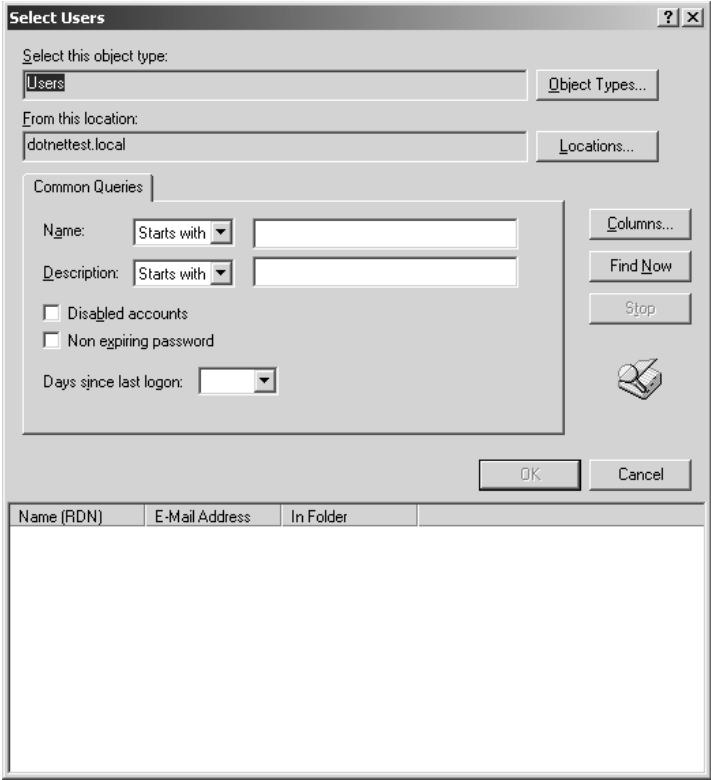 Select Users
Select this object type:
Users
Object Types...
From this location:
dotnettest.local
Locations...
Common Queries
Name: Starts with
Columns...
Description: Starts with
Find Now
Disabled accounts
Stop
Non expiring password
Days since last logon:
OK Cancel
Name (RDN) E-Mail Address In Folder